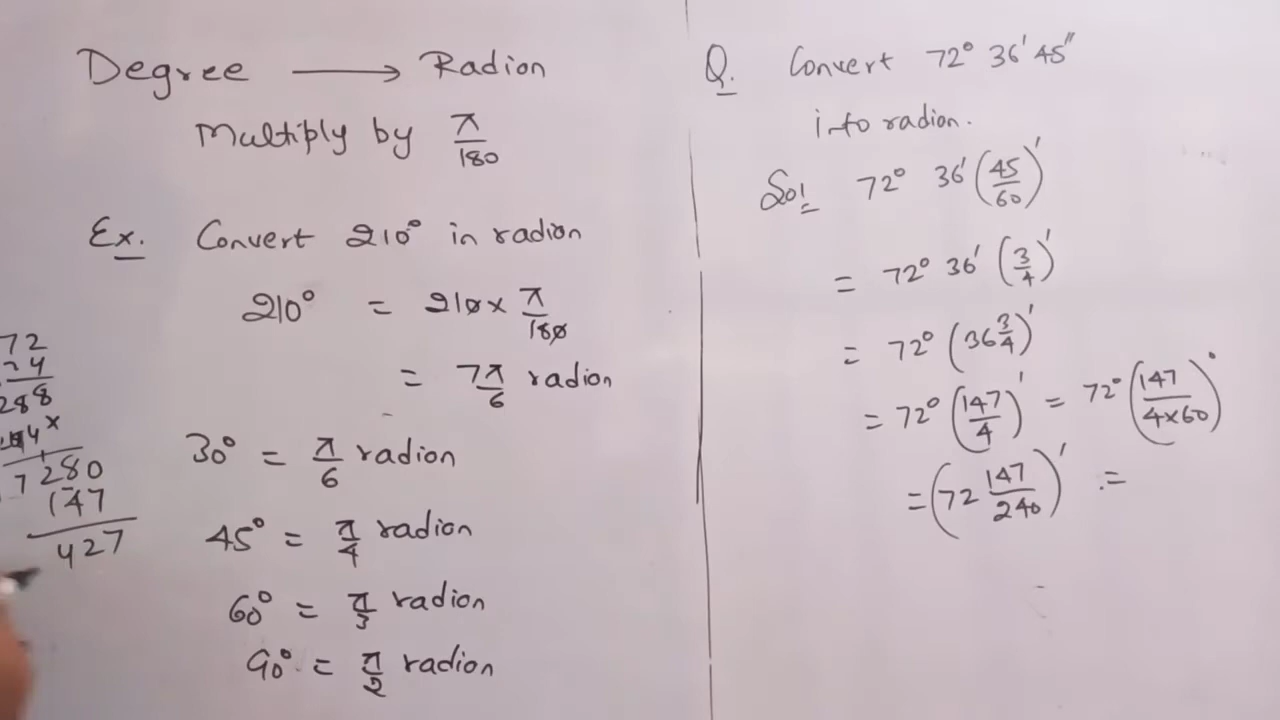 Degree → Radion
Multiply by π/180
Ex. Convert 210° in radion
210° = 210 × π/180
= 7π/6 radion
30° = π/6 radion
45° = π/4 radion
60° = π/3 radion
90° = π/2 radion
72
24
288
7280
147
427
Q. Convert 72° 36' 45"
into radion.
Sol 72° 36' (45/60)'
= 72° 36' (3/4)'
= 72° (36 3/4)'
= 72° (147/4)' = 72° (147/4×60)°
= (72 147/240)' =